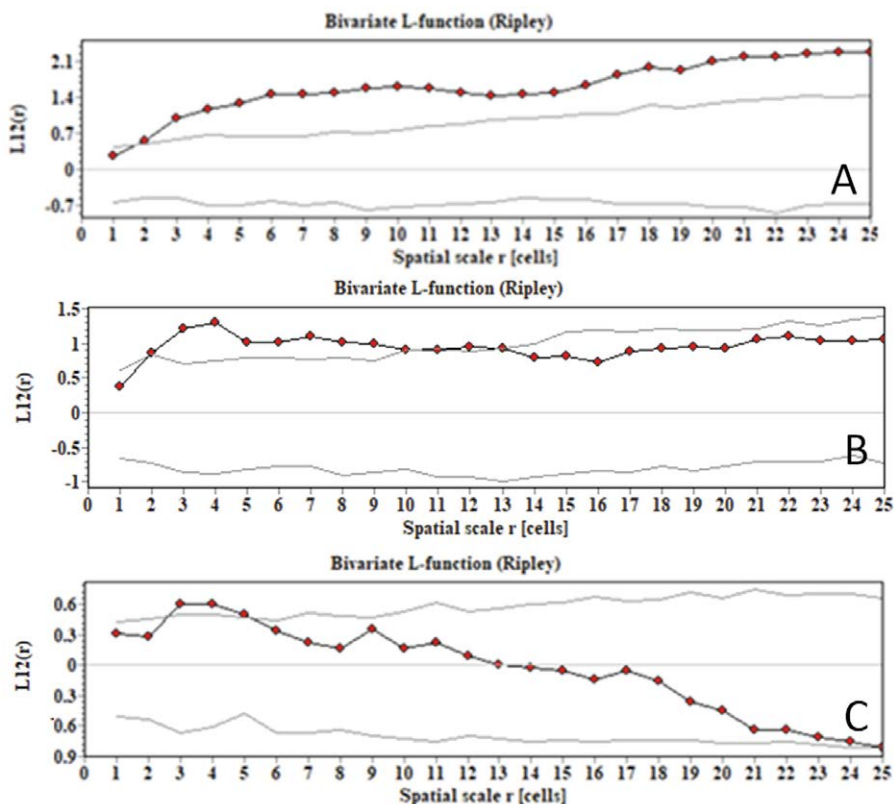 Bivariate L-function (Ripley)
L12(r)
2.1
1.4
0.7
0
-0.7
A
0 1 2 3 4 5 6 7 8 9 10 11 12 13 14 15 16 17 18 19 20 21 22 23 24 25
Spatial scale r [cells]
Bivariate L-function (Ripley)
L12(r)
1.5
1
0.5
0
-0.5
-1
B
0 1 2 3 4 5 6 7 8 9 10 11 12 13 14 15 16 17 18 19 20 21 22 23 24 25
Spatial scale r [cells]
Bivariate L-function (Ripley)
L12(r)
0.6
0.3
0
0.3
0.6
0.9
C
0 1 2 3 4 5 6 7 8 9 10 11 12 13 14 15 16 17 18 19 20 21 22 23 24 25
Spatial scale r [cells]